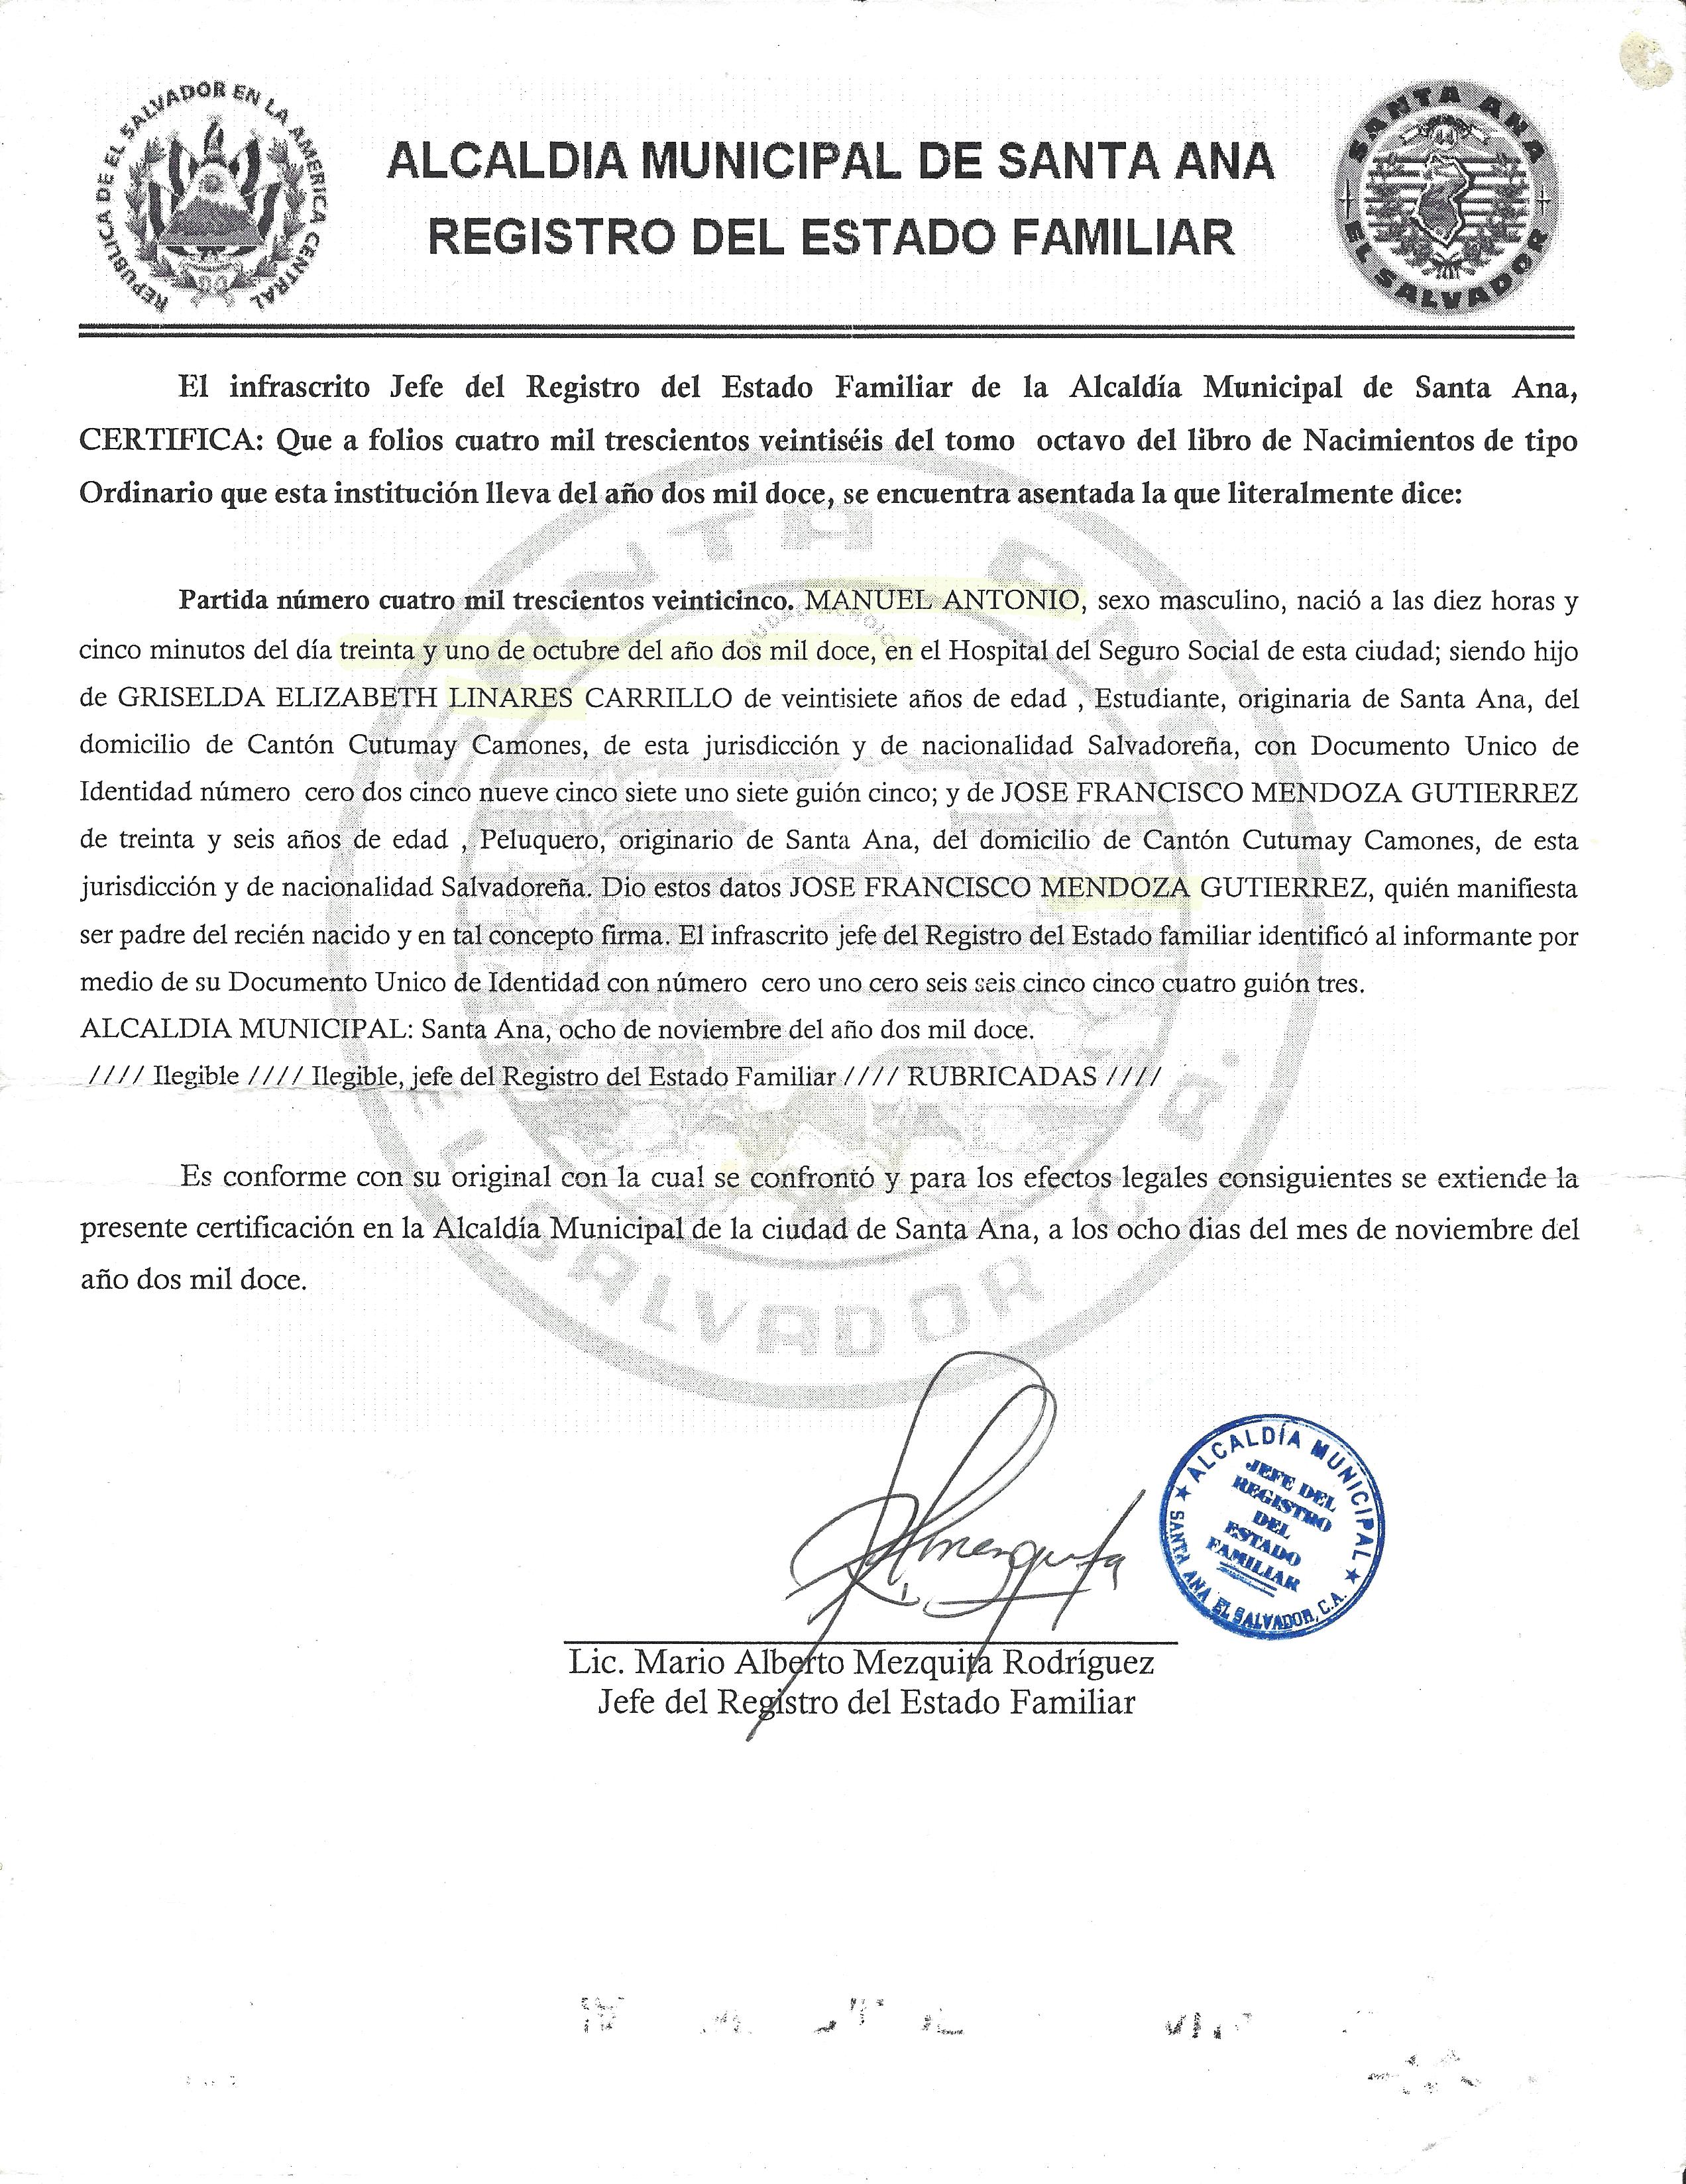 REPUBLICA DE EL SALVADOR EN LA AMERICA CENTRAL
ALCALDIA MUNICIPAL DE SANTA ANA
REGISTRO DEL ESTADO FAMILIAR
SANTA ANA
EL SALVADOR
El infrascrito Jefe del Registro del Estado Familiar de la Alcaldía Municipal de Santa Ana,
CERTIFICA: Que a folios cuatro mil trescientos veintiséis del tomo octavo del libro de Nacimientos de tipo
Ordinario que esta institución lleva del año dos mil doce, se encuentra asentada la que literalmente dice:
Partida número cuatro mil trescientos veinticinco. MANUEL ANTONIO, sexo masculino, nació a las diez horas y
cinco minutos del día treinta y uno de octubre del año dos mil doce, en el Hospital del Seguro Social de esta ciudad; siendo hijo
de GRISELDA ELIZABETH LINARES CARRILLO de veintisiete años de edad , Estudiante, originaria de Santa Ana, del
domicilio de Cantón Cutumay Camones, de esta jurisdicción y de nacionalidad Salvadoreña, con Documento Unico de
Identidad número cero dos cinco nueve cinco siete uno siete guión cinco; y de JOSE FRANCISCO MENDOZA GUTIERREZ
de treinta y seis años de edad , Peluquero, originario de Santa Ana, del domicilio de Cantón Cutumay Camones, de esta
jurisdicción y de nacionalidad Salvadoreña. Dio estos datos JOSE FRANCISCO MENDOZA GUTIERREZ, quién manifiesta
ser padre del recién nacido y en tal concepto firma. El infrascrito jefe del Registro del Estado familiar identificó al informante por
medio de su Documento Unico de Identidad con número cero uno cero seis seis cinco cinco cuatro guión tres.
ALCALDIA MUNICIPAL: Santa Ana, ocho de noviembre del año dos mil doce.
//// Ilegible //// Ilegible, jefe del Registro del Estado Familiar //// RUBRICADAS ////
Es conforme con su original con la cual se confrontó y para los efectos legales consiguientes se extiende la
presente certificación en la Alcaldía Municipal de la ciudad de Santa Ana, a los ocho dias del mes de noviembre del
año dos mil doce.
SANTA ANA
EL SALVADOR C.A.
ALCALDÍA MUNICIPAL
JEFE DEL
REGISTRO
DEL
ESTADO
FAMILIAR
SANTA ANA EL SALVADOR, C.A.
Lic. Mario Alberto Mezquita Rodríguez
Jefe del Registro del Estado Familiar